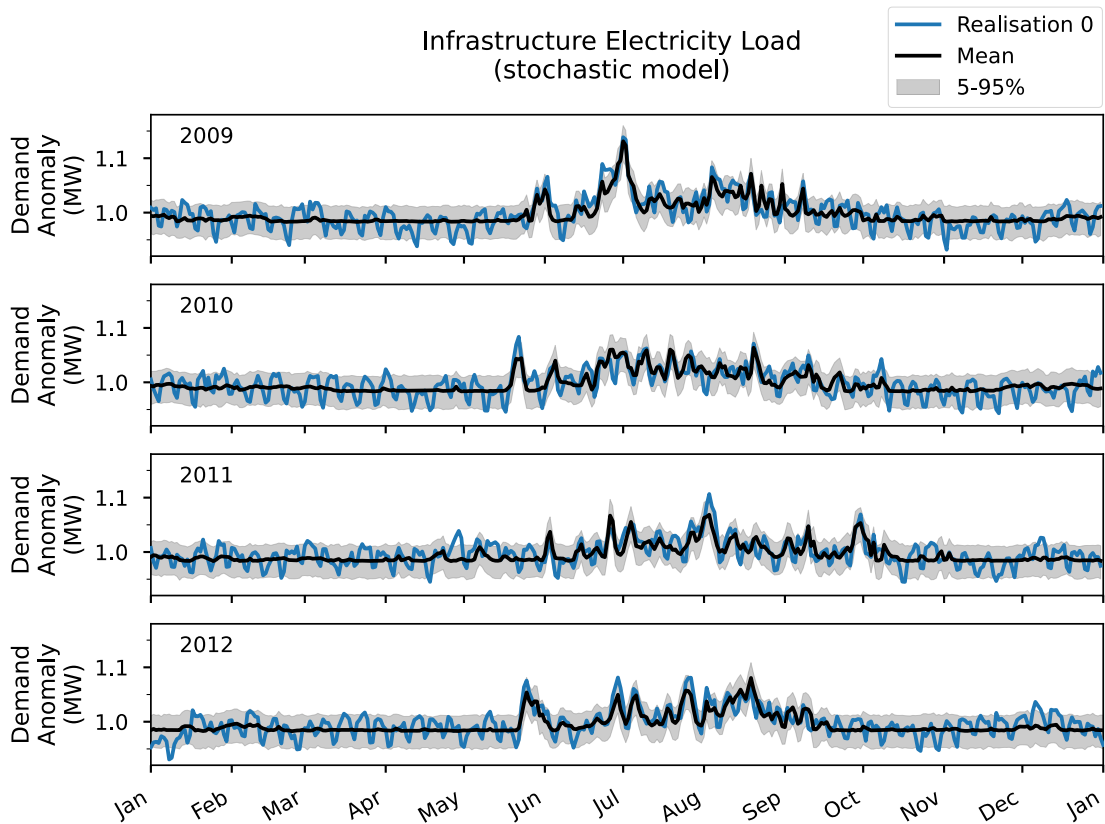 Infrastructure Electricity Load
(stochastic model)
Realisation 0
Mean
5-95%
Demand
Anomaly
(MW)
1.1
1.0
2009
Demand
Anomaly
(MW)
1.1
1.0
2010
Demand
Anomaly
(MW)
1.1
1.0
2011
Demand
Anomaly
(MW)
1.1
1.0
2012
Jan Feb Mar Apr May Jun Jul Aug Sep Oct Nov Dec Jan